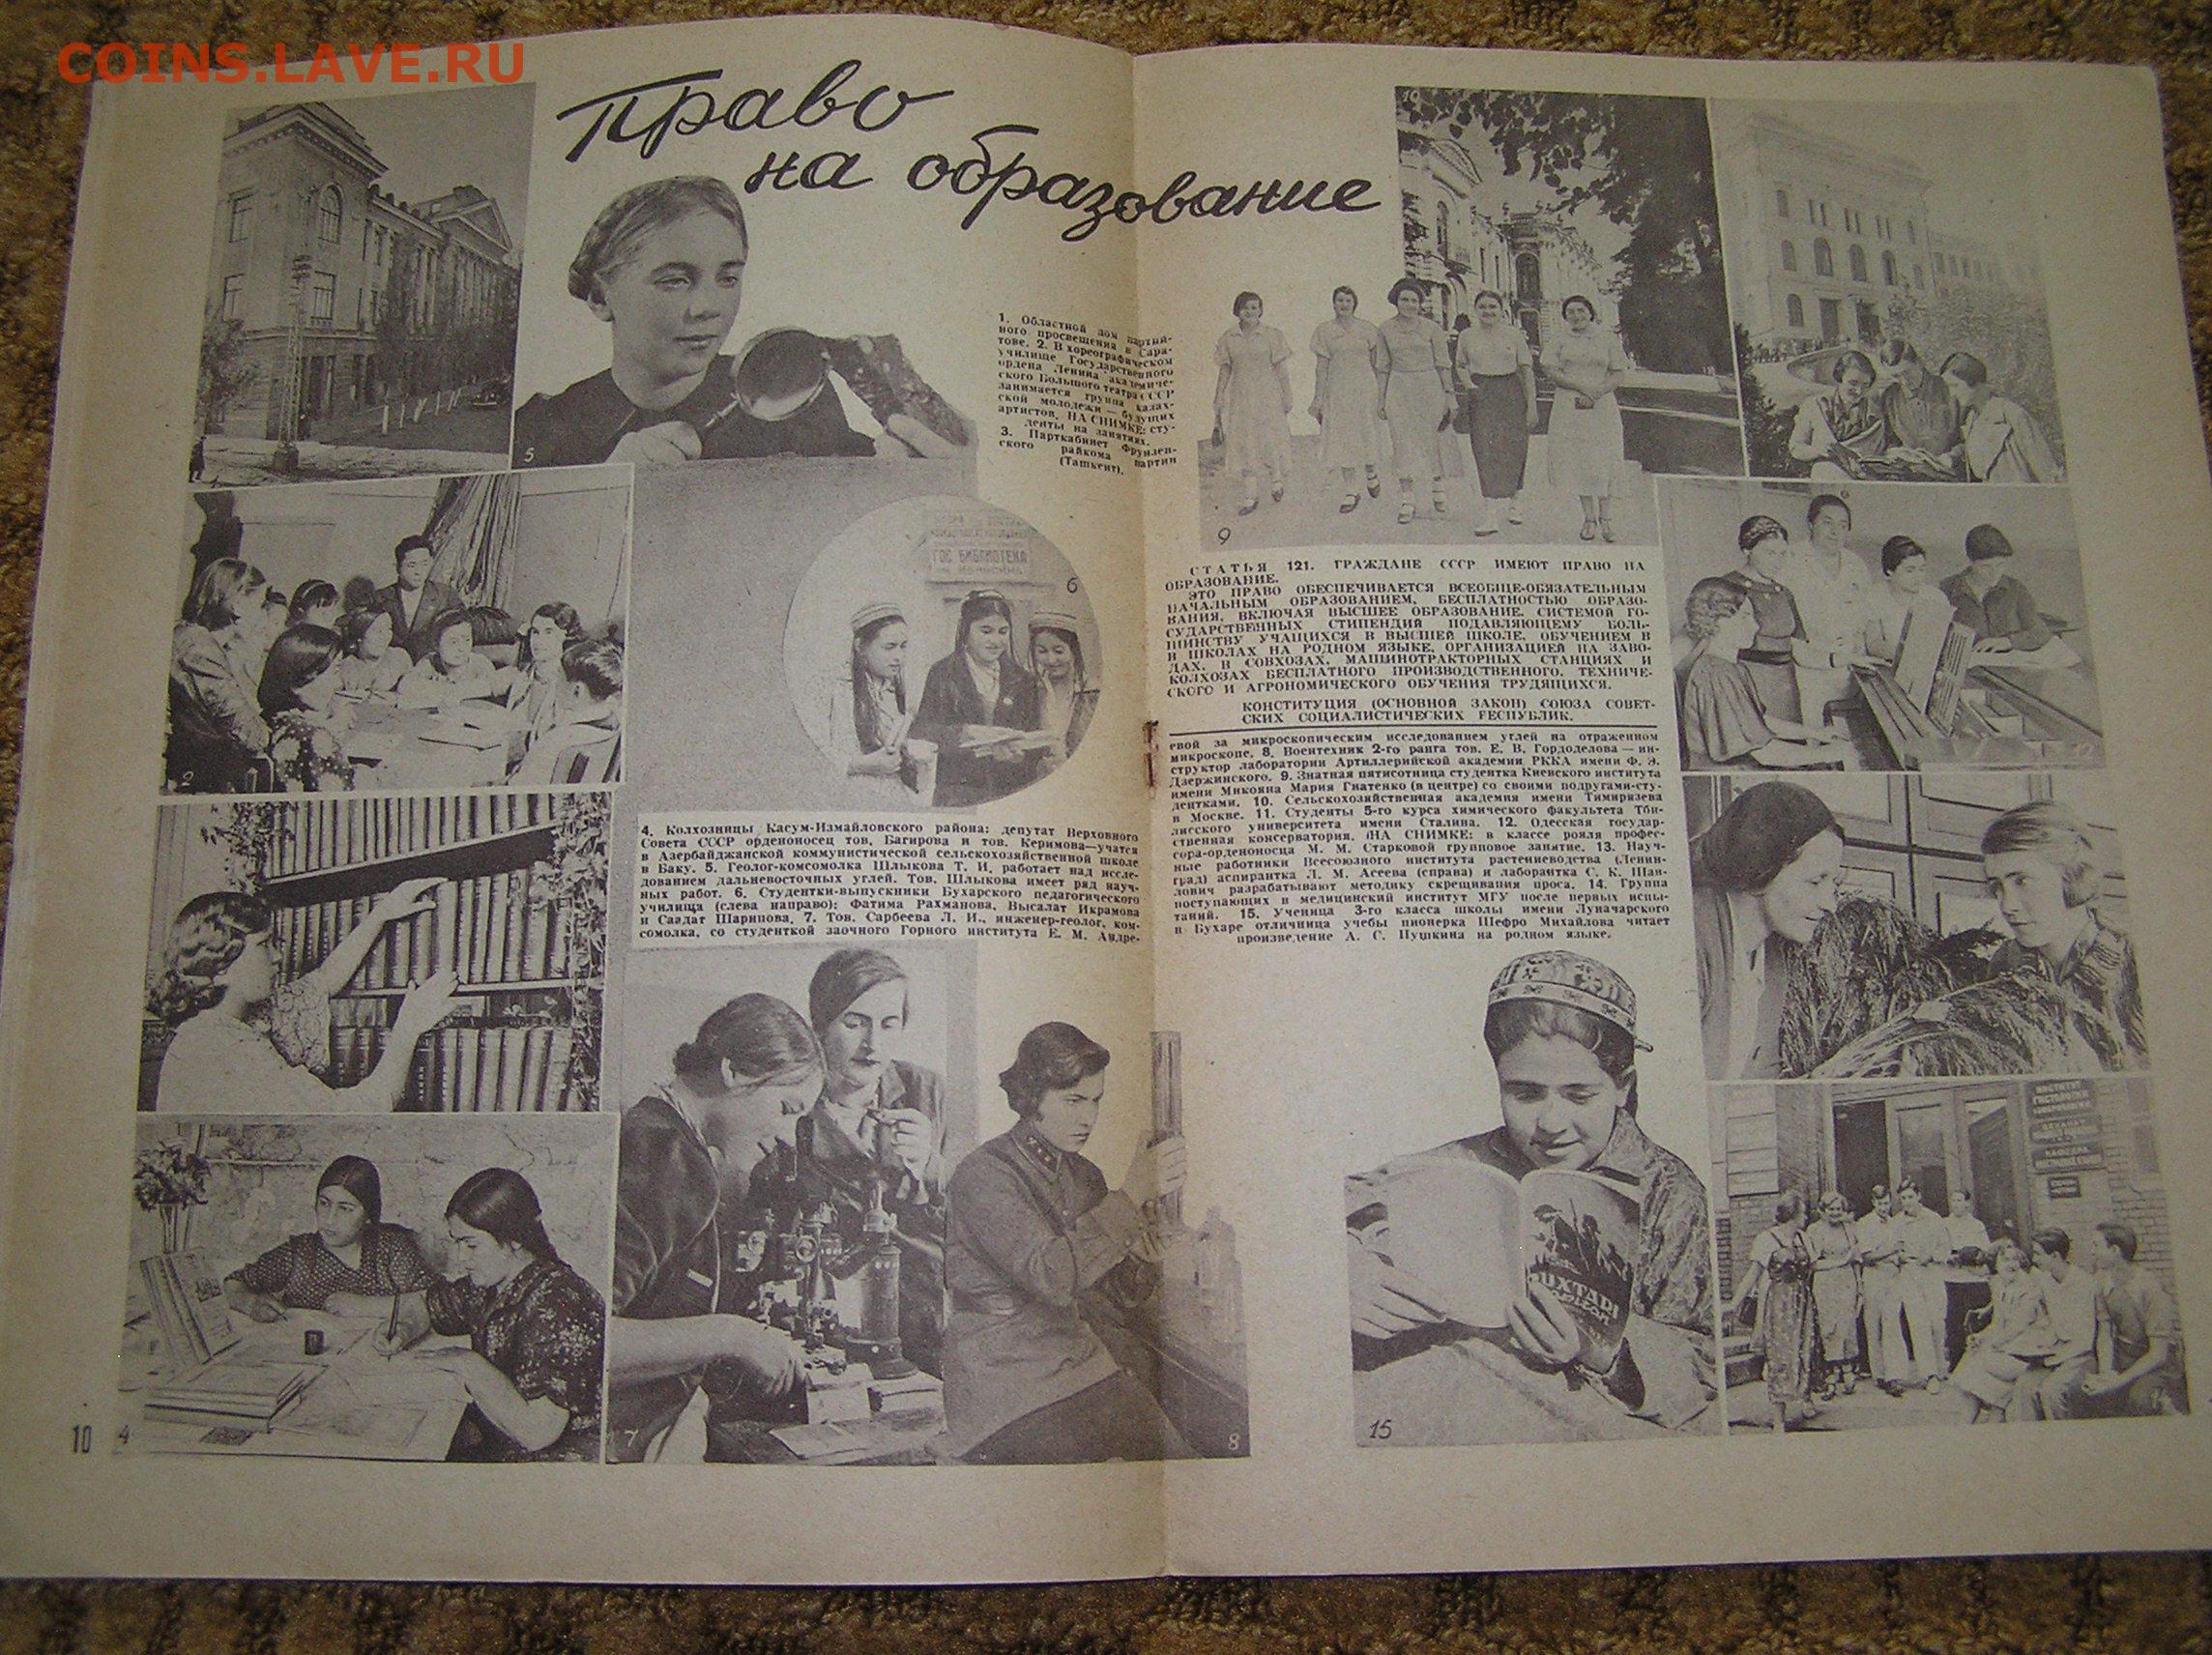 COINS.LAVE.RU
Право
на образование
1. Областной дом партий-
ного просвещения в Сара-
тове. 2. В хореографическом
училище Государственного
ордена Ленина академиче-
ского Большого театра СССР
занимается группа казах-
ской молодежи — будущих
артистов. НА СНИМКЕ: сту-
денты на занятиях.
3. Парткабинет Фрунзен-
ского райкома партии
(Ташкент).
5
10
9
2
6
ГОС БИБЛИОТЕКА
СТАТЬЯ 121. ГРАЖДАНЕ СССР ИМЕЮТ ПРАВО НА
ОБРАЗОВАНИЕ.
ЭТО ПРАВО ОБЕСПЕЧИВАЕТСЯ ВСЕОБЩЕ-ОБЯЗАТЕЛЬНЫМ
НАЧАЛЬНЫМ ОБРАЗОВАНИЕМ, БЕСПЛАТНОСТЬЮ ОБРАЗО-
ВАНИЯ, ВКЛЮЧАЯ ВЫСШЕЕ ОБРАЗОВАНИЕ, СИСТЕМОЙ ГО-
СУДАРСТВЕННЫХ СТИПЕНДИЙ ПОДАВЛЯЮЩЕМУ БОЛЬ-
ШИНСТВУ УЧАЩИХСЯ В ВЫСШЕЙ ШКОЛЕ, ОБУЧЕНИЕМ В
ШКОЛАХ НА РОДНОМ ЯЗЫКЕ, ОРГАНИЗАЦИЕЙ НА ЗАВО-
ДАХ, В СОВХОЗАХ, МАШИНОТРАКТОРНЫХ СТАНЦИЯХ И
КОЛХОЗАХ БЕСПЛАТНОГО ПРОИЗВОДСТВЕННОГО, ТЕХНИЧЕ-
СКОГО И АГРОНОМИЧЕСКОГО ОБУЧЕНИЯ ТРУДЯЩИХСЯ.
КОНСТИТУЦИЯ (ОСНОВНОЙ ЗАКОН) СОЮЗА СОВЕТ-
СКИХ СОЦИАЛИСТИЧЕСКИХ РЕСПУБЛИК.
4. Колхозницы Касум-Измайловского района: депутат Верховного
Совета СССР орденоносец тов. Багирова и тов. Керимова—учатся
в Азербайджанской коммунистической сельскохозяйственной школе
в Баку. 5. Геолог-комсомолка Шлыкова Т. И. работает над иссле-
дованием дальневосточных углей. Тов. Шлыкова имеет ряд науч-
ных работ. 6. Студентки-выпускники Бухарского педагогического
училища (слева направо): Фатима Рахманова, Высалат Икрамова
и Саадат Шарипова. 7. Тов. Сарбеева Л. И., инженер-геолог, ком-
сомолка, со студенткой заочного Горного института Е. М. Андре-
евой за микроскопическим исследованием углей на отраженном
микроскопе. 8. Воентехник 2-го ранга тов. Е. В. Гордоделова — ин-
структор лаборатории Артиллерийской академии РККА имени Ф. Э.
Дзержинского. 9. Знатная пятисотница студентка Киевского института
имени Микояна Мария Гнатенко (в центре) со своими подругами-сту-
дентками. 10. Сельскохозяйственная академия имени Тимирязева
в Москве. 11. Студенты 5-го курса химического факультета Тби-
лисского университета имени Сталина. 12. Одесская государ-
ственная консерватория. (НА СНИМКЕ: в классе рояля профес-
сора-орденоносца М. М. Старковой групповое занятие. 13. Науч-
ные работники Всесоюзного института растениеводства (Ленин-
град) аспирантка Л. М. Асеева (справа) и лаборантка С. К. Шав-
лович разрабатывают методику скрещивания проса. 14. Группа
поступающих в медицинский институт МГУ после первых испы-
таний. 15. Ученица 3-го класса школы имени Луначарского
в Бухаре отличница учебы пионерка Шефро Михайлова читает
произведение А. С. Пушкина на родном языке.
10
4
7
8
15